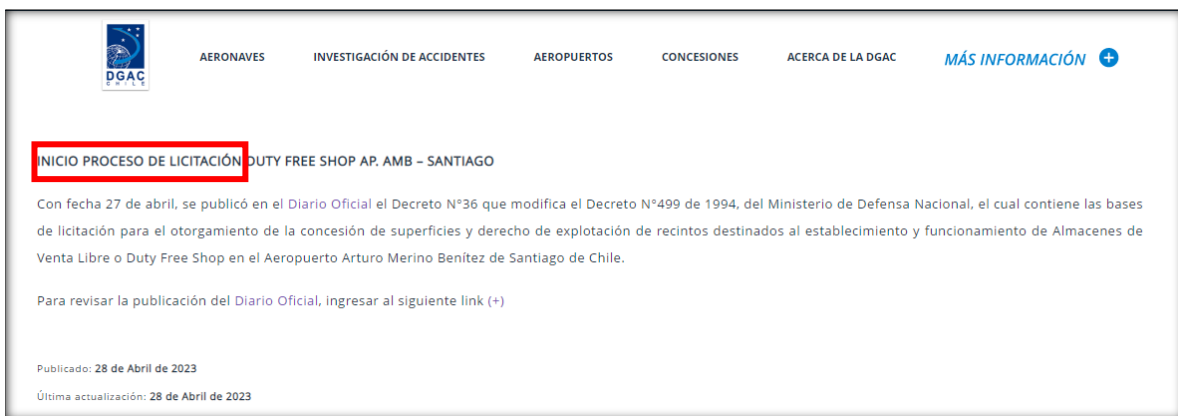 DGAC
CHILE
AERONAVES
INVESTIGACIÓN DE ACCIDENTES
AEROPUERTOS
CONCESIONES
ACERCA DE LA DGAC
MÁS INFORMACIÓN
INICIO PROCESO DE LICITACIÓN DUTY FREE SHOP AP. AMB – SANTIAGO
Con fecha 27 de abril, se publicó en el Diario Oficial el Decreto N°36 que modifica el Decreto N°499 de 1994, del Ministerio de Defensa Nacional, el cual contiene las bases
de licitación para el otorgamiento de la concesión de superficies y derecho de explotación de recintos destinados al establecimiento y funcionamiento de Almacenes de
Venta Libre o Duty Free Shop en el Aeropuerto Arturo Merino Benítez de Santiago de Chile.
Para revisar la publicación del Diario Oficial, ingresar al siguiente link (+)
Publicado: 28 de Abril de 2023
Última actualización: 28 de Abril de 2023